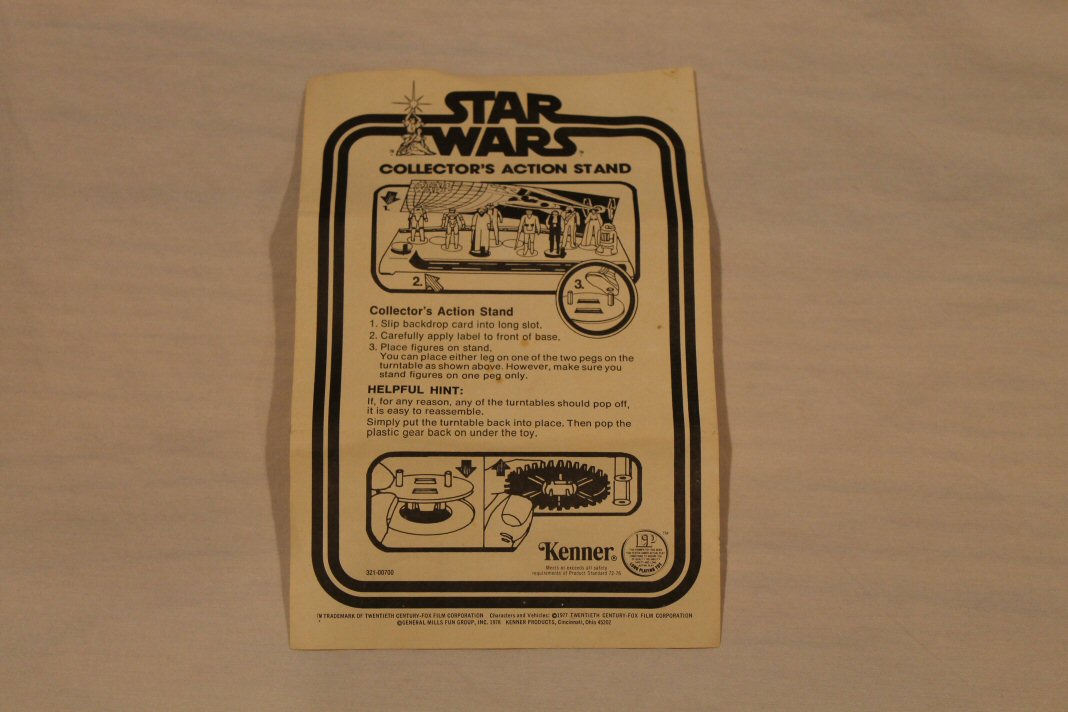 STAR
WARS
COLLECTOR'S ACTION STAND
2.
3.
Collector's Action Stand
1. Slip backdrop card into long slot.
2. Carefully apply label to front of base.
3. Place figures on stand.
You can place either leg on one of the two pegs on the
turntable as shown above. However, make sure you
stand figures on one peg only.
HELPFUL HINT:
If, for any reason, any of the turntables should pop off,
it is easy to reassemble.
Simply put the turntable back into place. Then pop the
plastic gear back on under the toy.
Kenner®
Meets or exceeds all safety
requirements of Product Standard 72-76
321-00700
TM TRADEMARK OF TWENTIETH CENTURY-FOX FILM CORPORATION Characters and Vehicles: ©1977 TWENTIETH CENTURY-FOX FILM CORPORATION
©GENERAL MILLS FUN GROUP, INC. 1978 KENNER PRODUCTS, Cincinnati, Ohio 45202